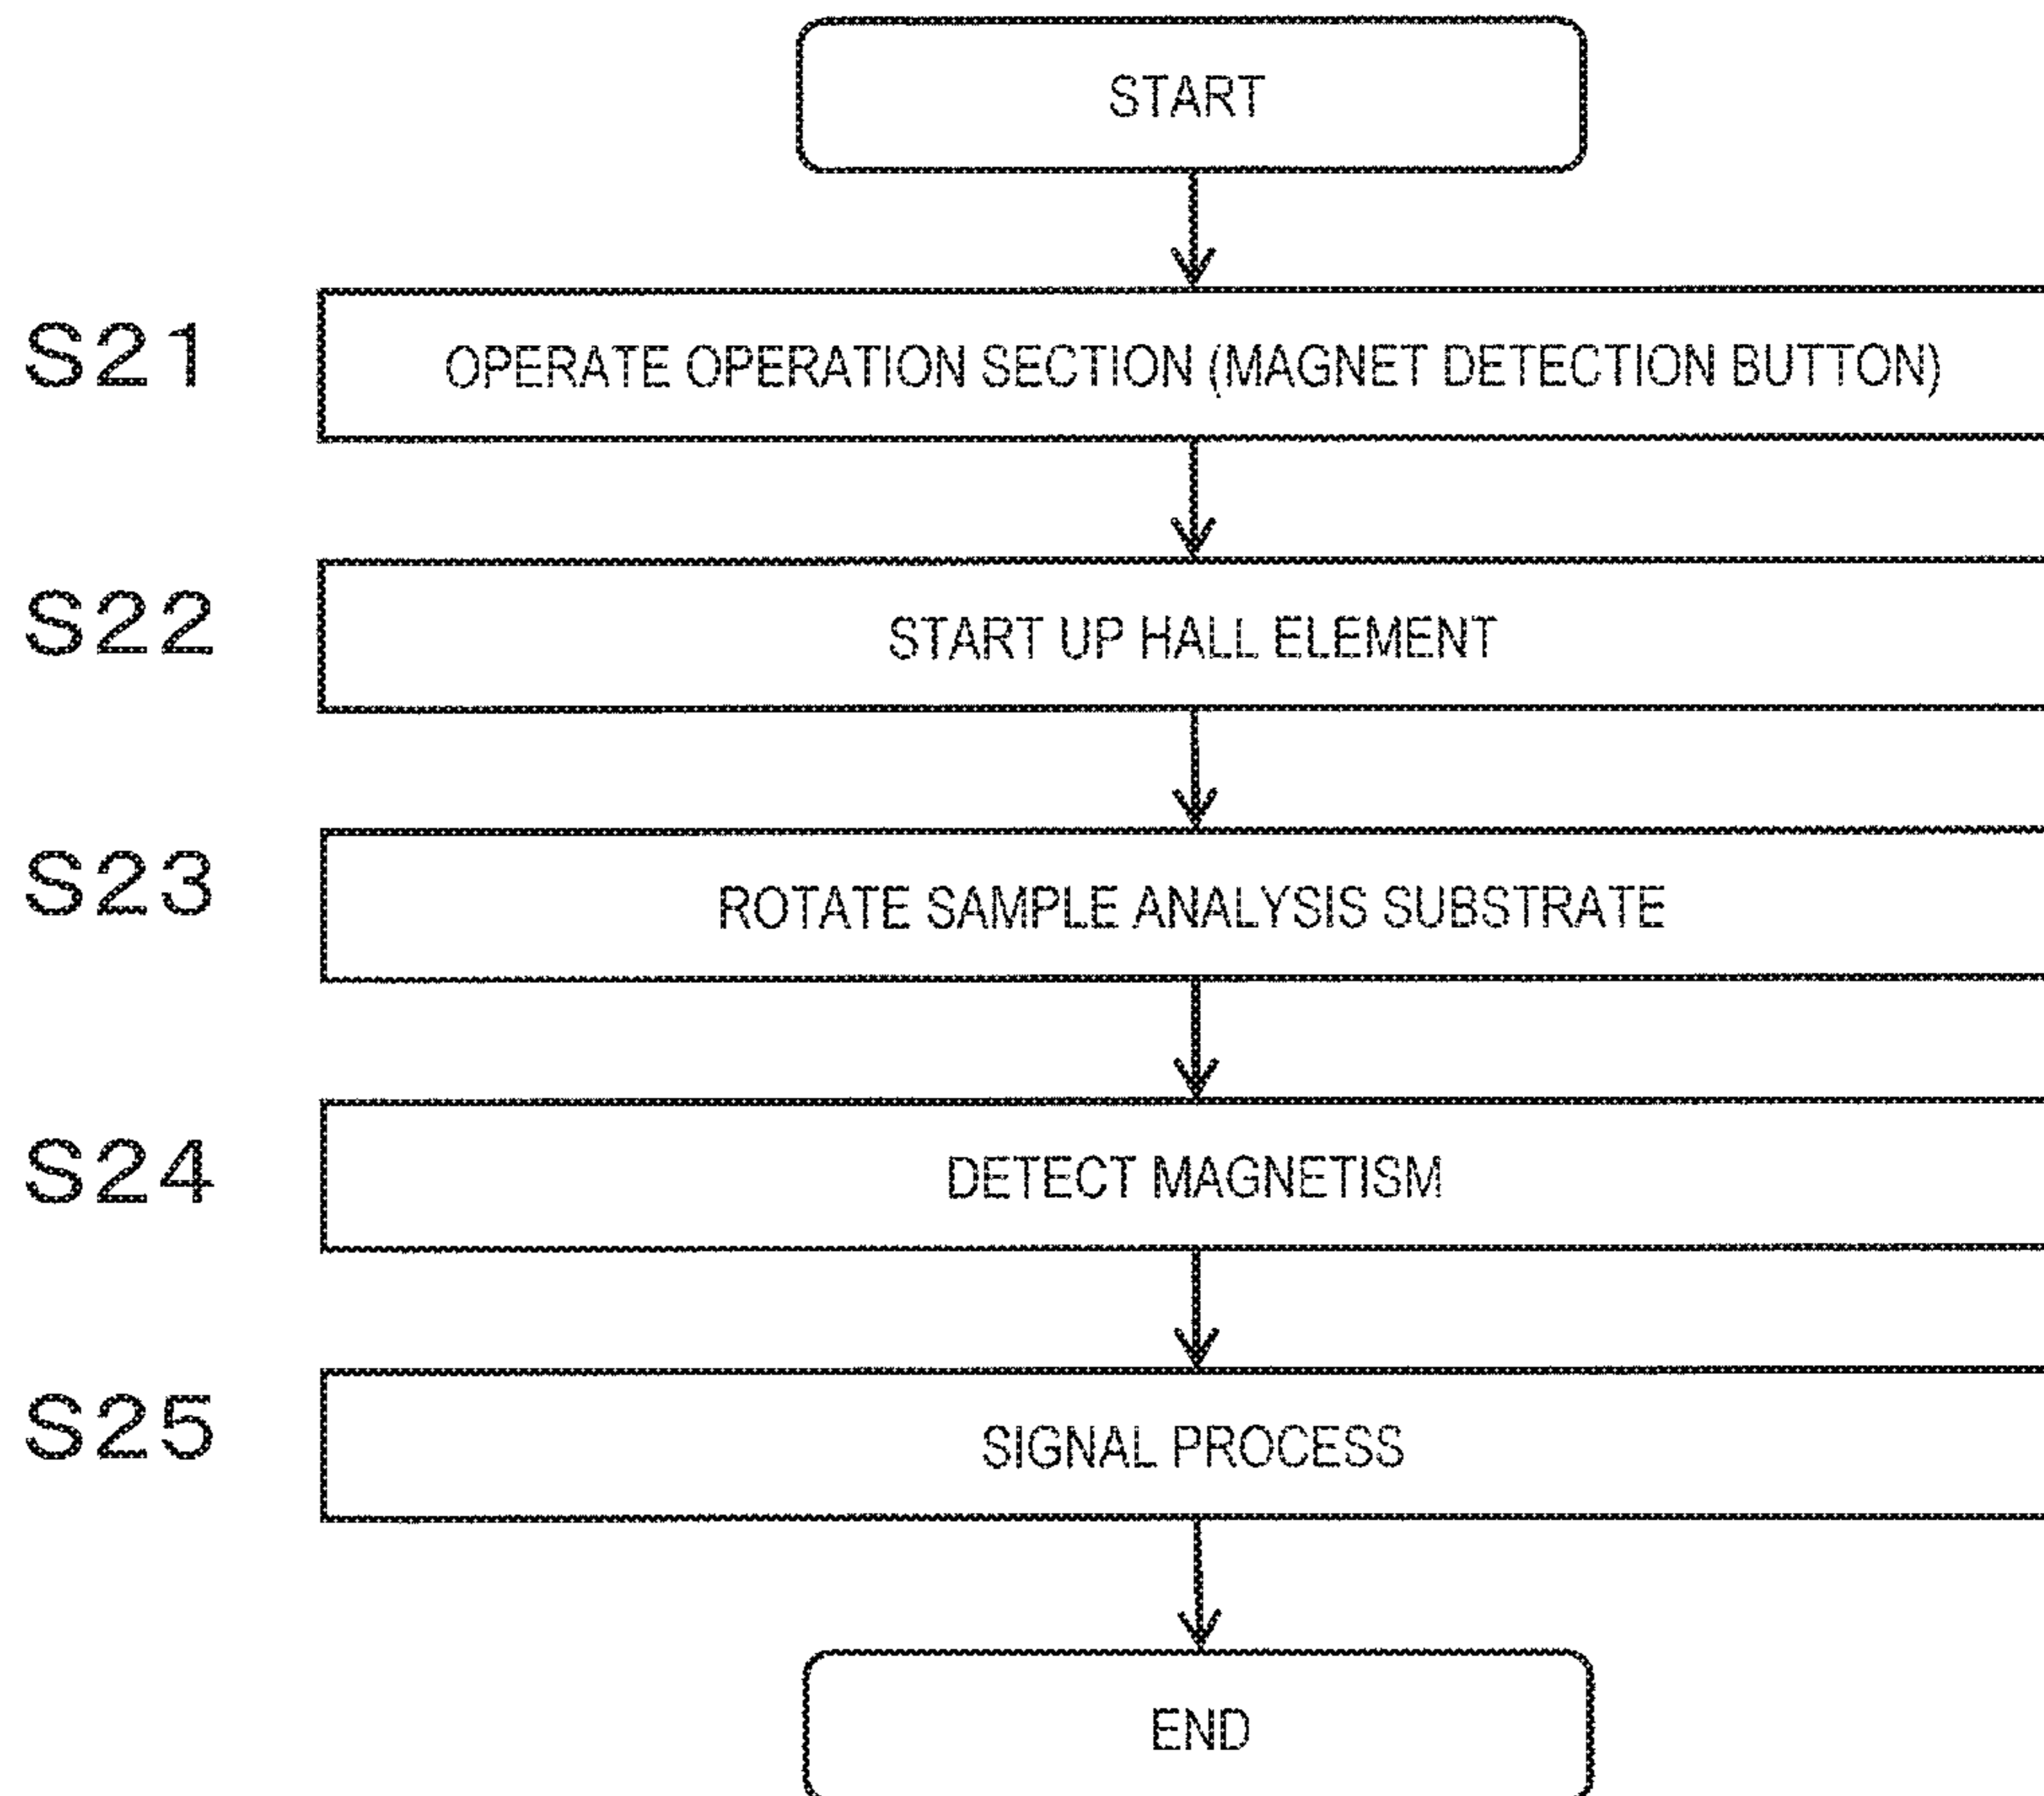 START
S21
OPERATE OPERATION SECTION (MAGNET DETECTION BUTTON)
S22
START UP HALL ELEMENT
S23
ROTATE SAMPLE ANALYSIS SUBSTRATE
S24
DETECT MAGNETISM
S25
SIGNAL PROCESS
END